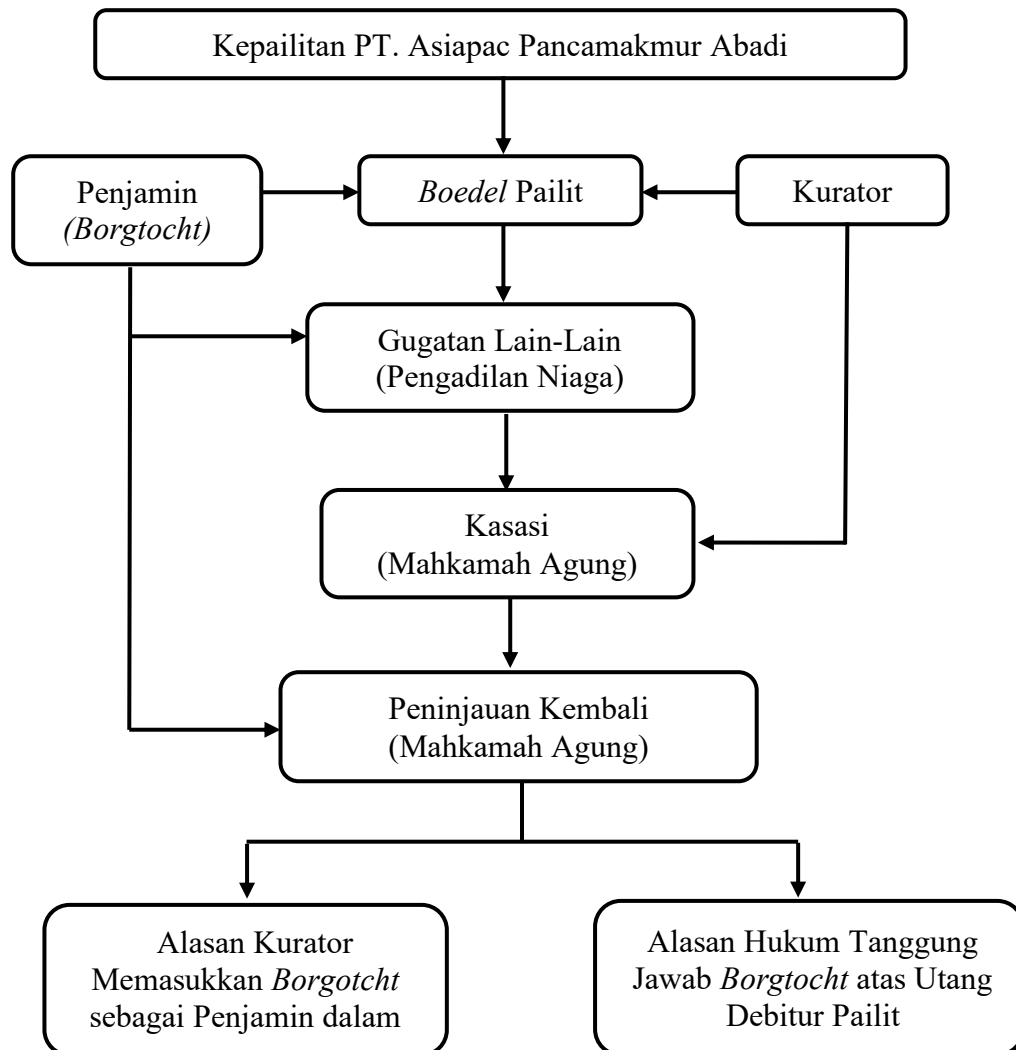 Kepailitan PT. Asiapac Pancamakmur Abadi
Penjamin
(Borgtocht)
Boedel Pailit
Kurator
Gugatan Lain-Lain
(Pengadilan Niaga)
Kasasi
(Mahkamah Agung)
Peninjauan Kembali
(Mahkamah Agung)
Alasan Kurator
Memasukkan Borgotcht
sebagai Penjamin dalam
Alasan Hukum Tanggung
Jawab Borgtocht atas Utang
Debitur Pailit